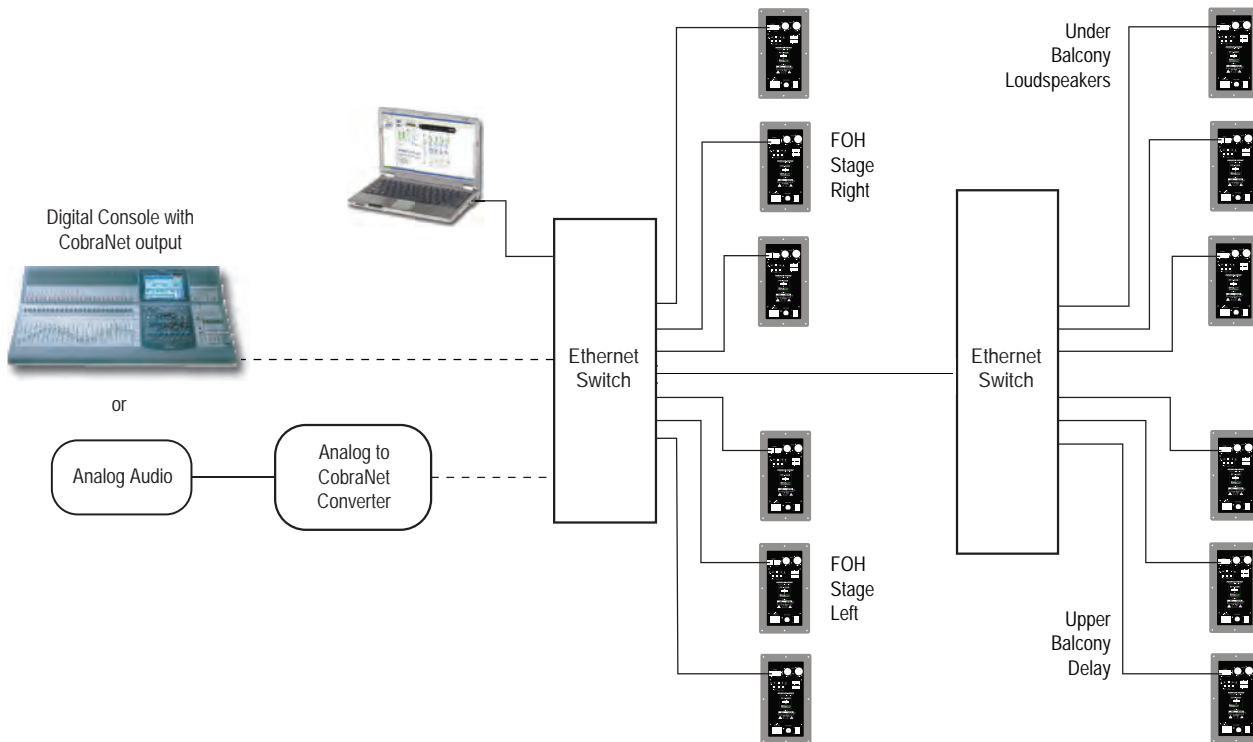 Under
Balcony
Loudspeakers
FOH
Stage
Right
Digital Console with
CobraNet output
Ethernet
Switch
Ethernet
Switch
or
Analog Audio
Analog to
CobraNet
Converter
FOH
Stage
Left
Upper
Balcony
Delay